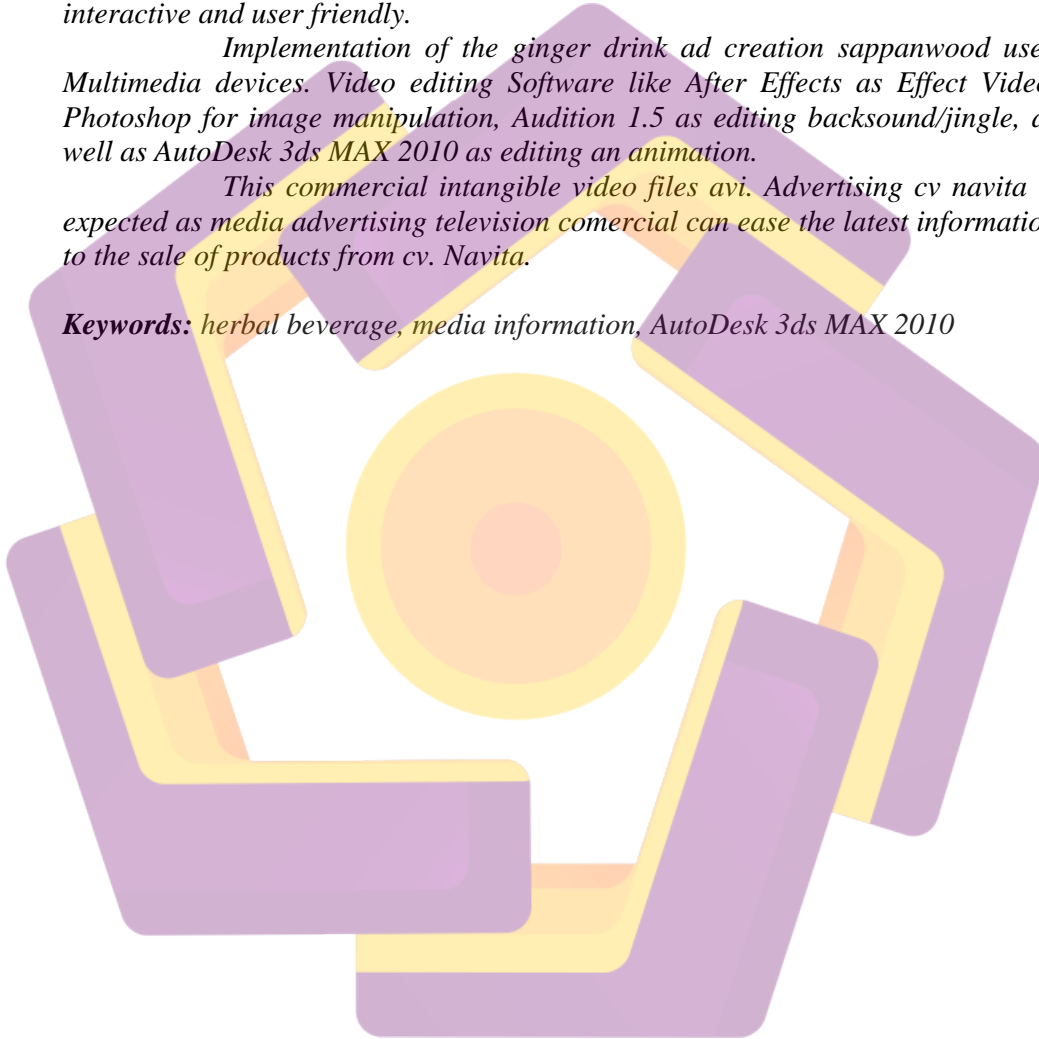 interactive and user friendly.
Implementation of the ginger drink ad creation sappanwood use
Multimedia devices. Video editing Software like After Effects as Effect Video
Photoshop for image manipulation, Audition 1.5 as editing backsound/jingle, a
well as AutoDesk 3ds MAX 2010 as editing an animation.
This commercial intangible video files avi. Advertising cv navita
expected as media advertising television comercial can ease the latest informatio
to the sale of products from cv. Navita.
Keywords: herbal beverage, media information, AutoDesk 3ds MAX 2010